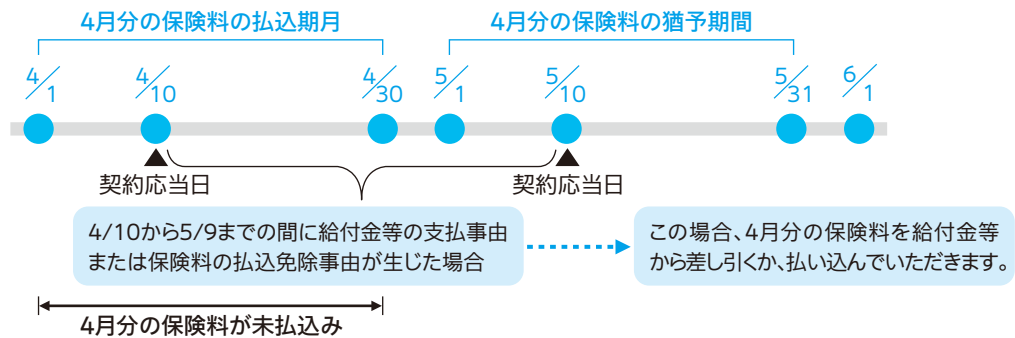 4月分の保険料の払込期月
4月分の保険料の猶予期間
4/1
4/10
4/30
5/1
5/10
5/31
6/1
契約応当日
契約応当日
4/10から5/9までの間に給付金等の支払事由
または保険料の払込免除事由が生じた場合
この場合、4月分の保険料を給付金等
から差し引くか、払い込んでいただきます。
4月分の保険料が未払込み